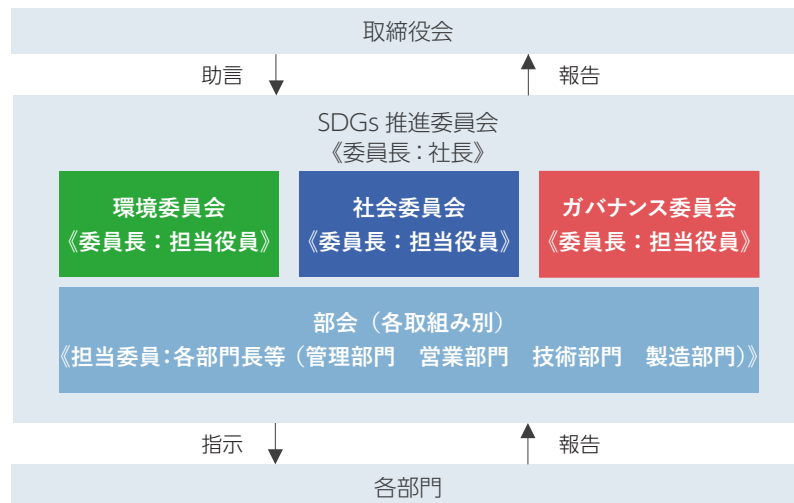 取締役会
助言
報告
SDGs 推進委員会
《委員長：社長》
環境委員会
《委員長：担当役員》
社会委員会
《委員長：担当役員》
ガバナンス委員会
《委員長：担当役員》
部会（各取組み別）
《担当委員：各部門長等（管理部門　営業部門　技術部門　製造部門）》
指示
報告
各部門